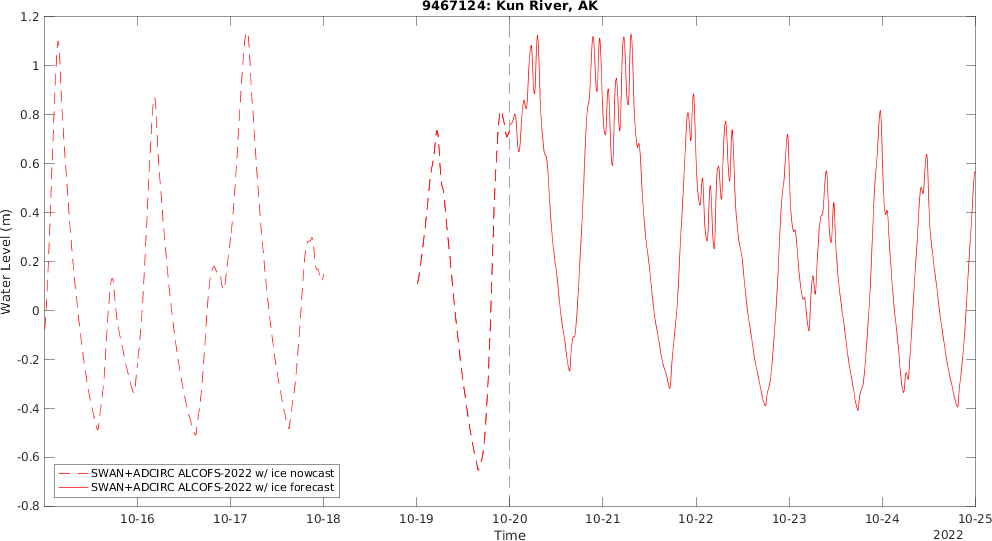 9467124: Kun River, AK
Water Level (m)
1.2
1
0.8
0.6
0.4
0.2
0
-0.2
-0.4
-0.6
-0.8
SWAN+ADCIRC ALCOFS-2022 w/ ice nowcast
SWAN+ADCIRC ALCOFS-2022 w/ ice forecast
10-16 10-17 10-18 10-19 10-20 10-21 10-22 10-23 10-24 10-25
Time
2022